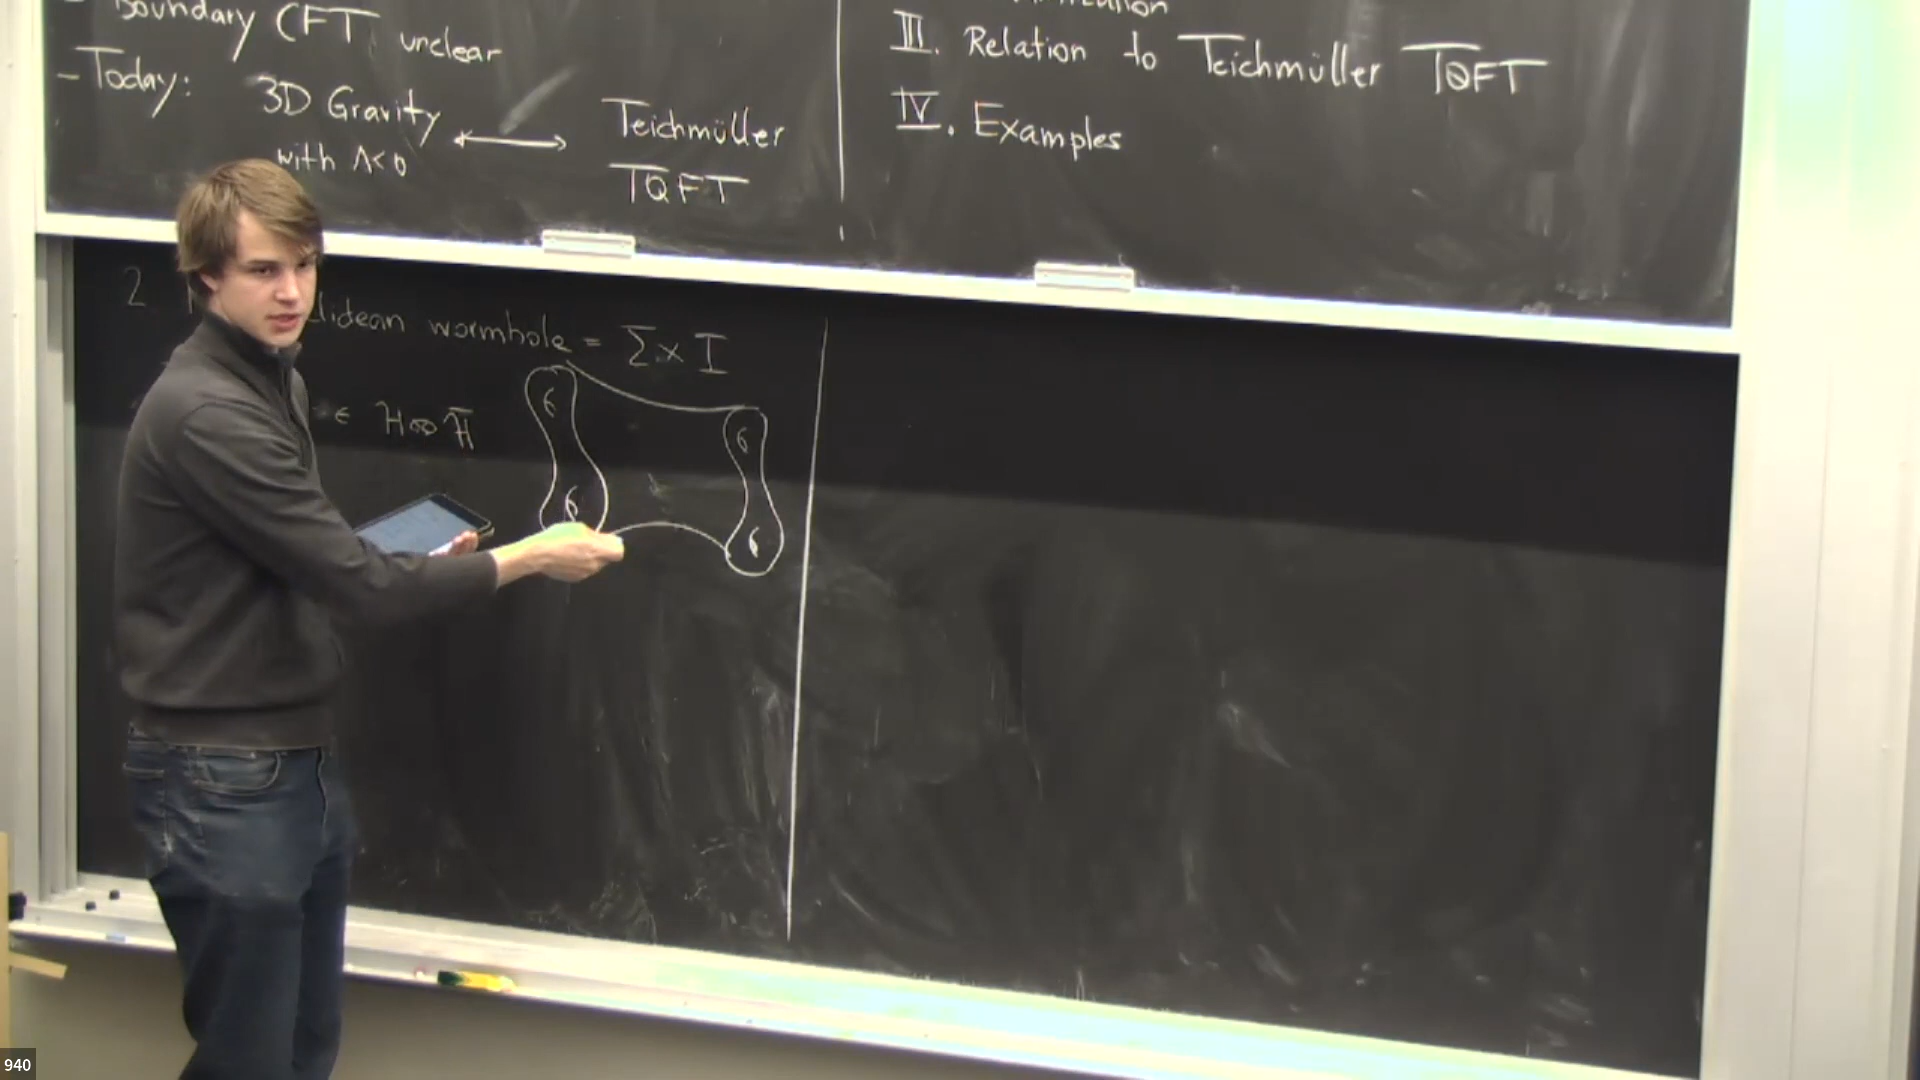 - Boundary CFT unclear
- Today: 3D Gravity with Λ<0 ⟷ Teichmüller TQFT
III. Relation to Teichmüller TQFT
IV. Examples
2 wormhole = Σ×I
∈ H⊗H̄
940